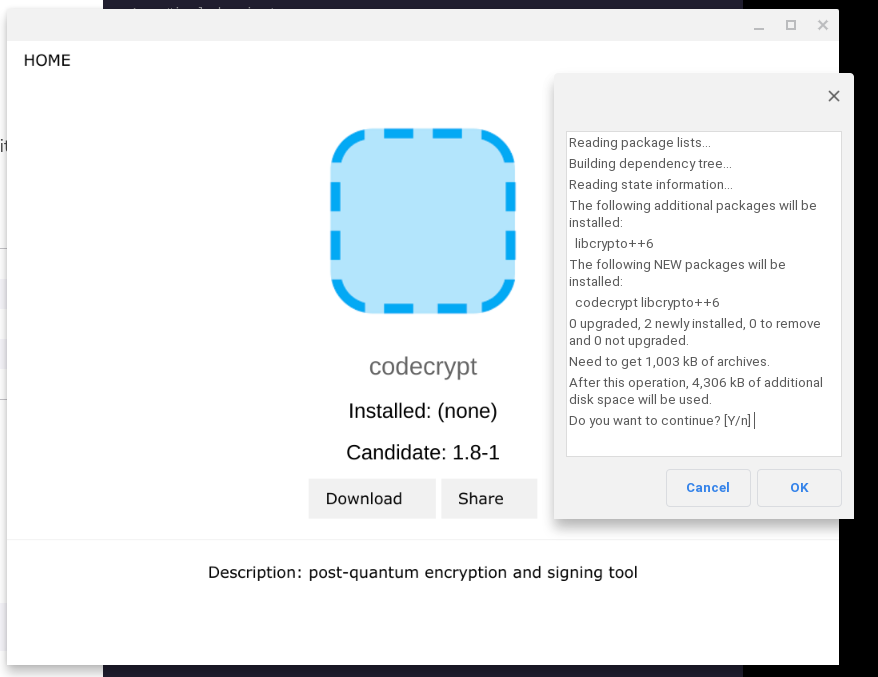 HOME
codecrypt
Installed: (none)
Candidate: 1.8-1
Download
Share
Description: post-quantum encryption and signing tool
Reading package lists...
Building dependency tree...
Reading state information...
The following additional packages will be
installed:
libcrypto++6
The following NEW packages will be
installed:
codecrypt libcrypto++6
0 upgraded, 2 newly installed, 0 to remove
and 0 not upgraded.
Need to get 1,003 kB of archives.
After this operation, 4,306 kB of additional
disk space will be used.
Do you want to continue? [Y/n]
Cancel
OK